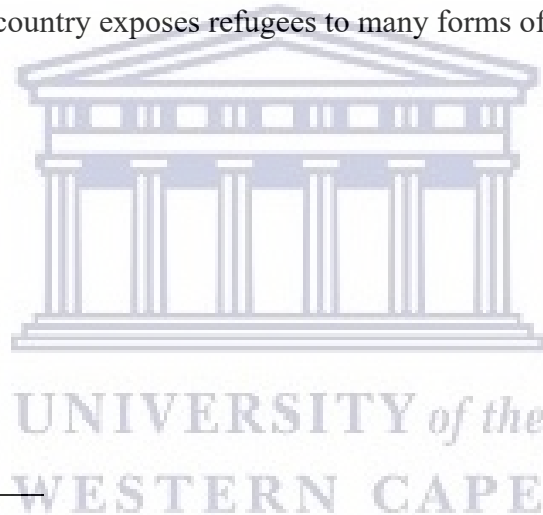 country exposes refugees to many forms of
UNIVERSITY of the
WESTERN CAPE